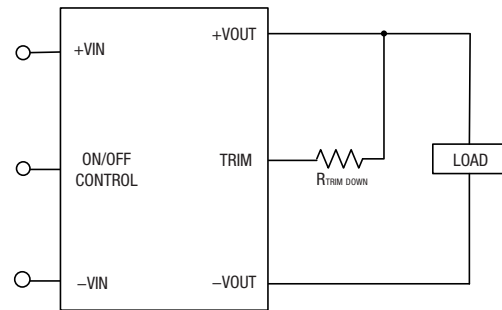 +VIN
+VOUT
ON/OFF
CONTROL
TRIM
RTRIM DOWN
LOAD
–VIN
–VOUT